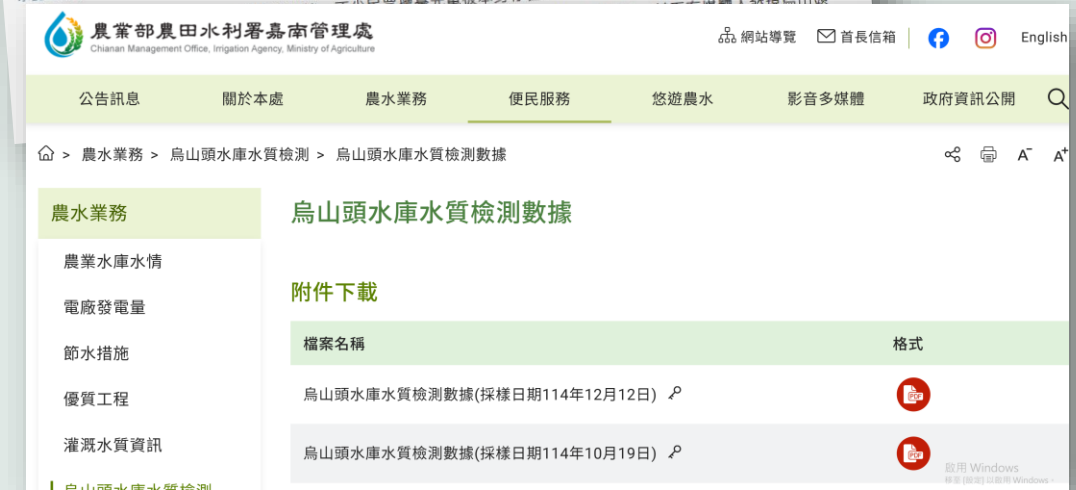 農業部農田水利署嘉南管理處
Chianan Management Office, Irrigation Agency, Ministry of Agriculture
網站導覽 首長信箱 English
公告訊息 關於本處 農水業務 便民服務 悠遊農水 影音多媒體 政府資訊公開
> 農水業務 > 烏山頭水庫水質檢測 > 烏山頭水庫水質檢測數據
A- A+
農業水庫水情
電廠發電量
節水措施
優質工程
灌溉水質資訊
烏山頭水庫水質檢測
農水業務
烏山頭水庫水質檢測數據
附件下載
檔案名稱 格式
烏山頭水庫水質檢測數據(採樣日期114年12月12日) PDF
烏山頭水庫水質檢測數據(採樣日期114年10月19日) PDF
啟用 Windows